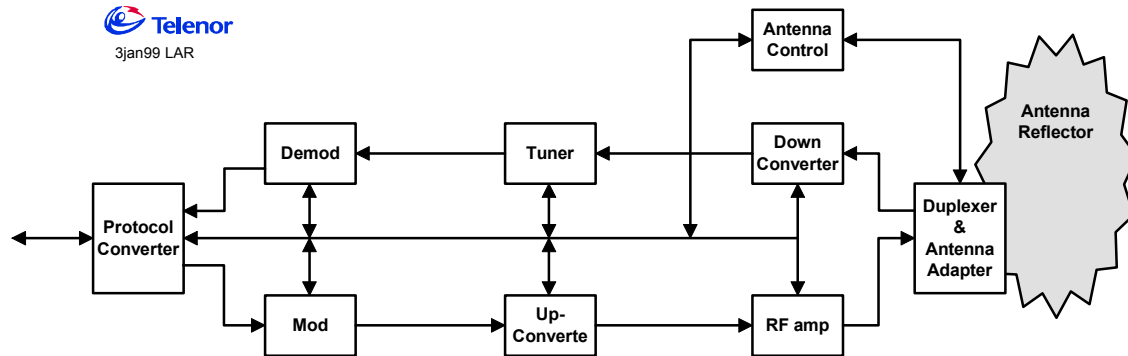 Telenor
3jan99 LAR
Antenna
Control
Antenna
Reflector
Demod
Tuner
Down
Converter
Protocol
Converter
Duplexer
&
Antenna
Adapter
Mod
Up-
Converte
RF amp